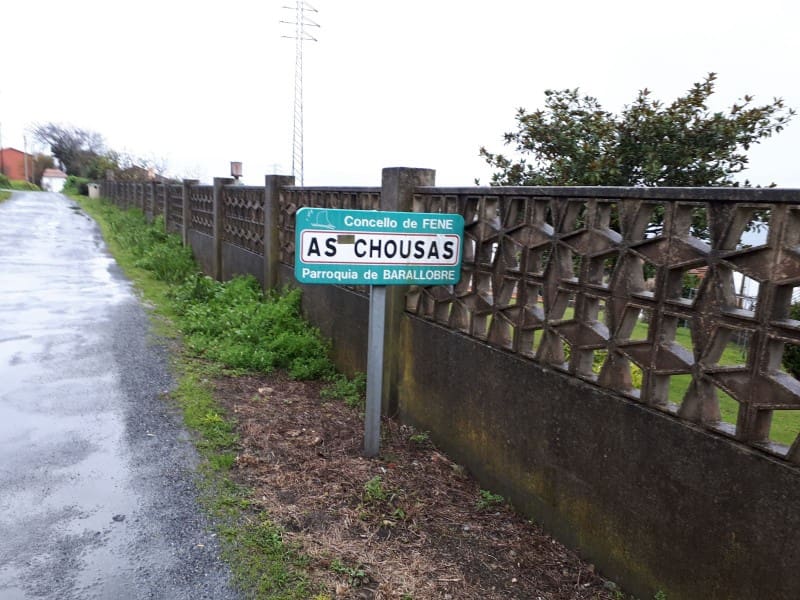 Concello de FENE
AS CHOUSAS
Parroquia de BARALLOBRE